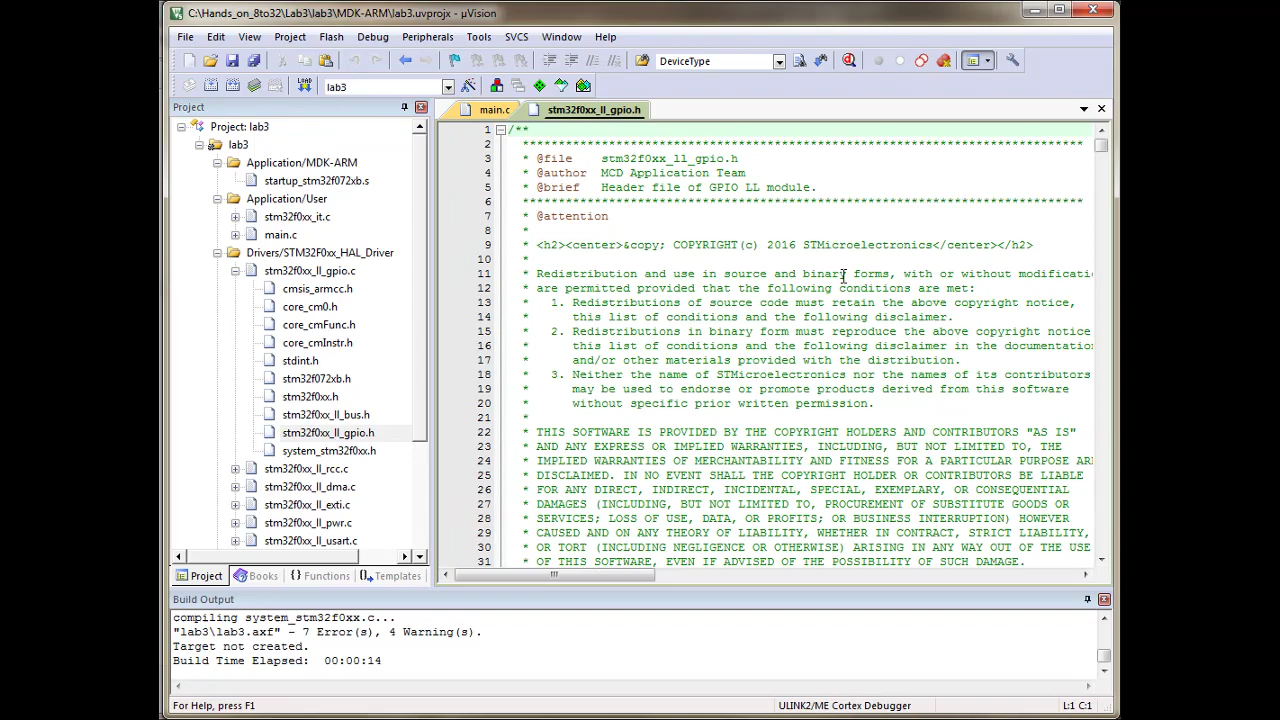 C:\Hands_on_8to32\Lab3\lab3\MDK-ARM\lab3.uvprojx - µVision
File Edit View Project Flash Debug Peripherals Tools SVCS Window Help
DeviceType
LOAD
lab3
Project
Project: lab3
lab3
Application/MDK-ARM
startup_stm32f072xb.s
Application/User
stm32f0xx_it.c
main.c
Drivers/STM32F0xx_HAL_Driver
stm32f0xx_ll_gpio.c
cmsis_armcc.h
core_cm0.h
core_cmFunc.h
core_cmInstr.h
stdint.h
stm32f072xb.h
stm32f0xx.h
stm32f0xx_ll_bus.h
stm32f0xx_ll_gpio.h
system_stm32f0xx.h
stm32f0xx_ll_rcc.c
stm32f0xx_ll_dma.c
stm32f0xx_ll_exti.c
stm32f0xx_ll_pwr.c
stm32f0xx_ll_usart.c
Project Books {} Functions Templates
main.c stm32f0xx_ll_gpio.h
1 /**
2 ******************************************************************************
3 * @file stm32f0xx_ll_gpio.h
4 * @author MCD Application Team
5 * @brief Header file of GPIO LL module.
6 ******************************************************************************
7 * @attention
8 *
9 * <h2><center>&copy; COPYRIGHT(c) 2016 STMicroelectronics</center></h2>
10 *
11 * Redistribution and use in source and binary forms, with or without modificatio
12 * are permitted provided that the following conditions are met:
13 * 1. Redistributions of source code must retain the above copyright notice,
14 * this list of conditions and the following disclaimer.
15 * 2. Redistributions in binary form must reproduce the above copyright notice
16 * this list of conditions and the following disclaimer in the documentation
17 * and/or other materials provided with the distribution.
18 * 3. Neither the name of STMicroelectronics nor the names of its contributors
19 * may be used to endorse or promote products derived from this software
20 * without specific prior written permission.
21 *
22 * THIS SOFTWARE IS PROVIDED BY THE COPYRIGHT HOLDERS AND CONTRIBUTORS "AS IS"
23 * AND ANY EXPRESS OR IMPLIED WARRANTIES, INCLUDING, BUT NOT LIMITED TO, THE
24 * IMPLIED WARRANTIES OF MERCHANTABILITY AND FITNESS FOR A PARTICULAR PURPOSE ARE
25 * DISCLAIMED. IN NO EVENT SHALL THE COPYRIGHT HOLDER OR CONTRIBUTORS BE LIABLE
26 * FOR ANY DIRECT, INDIRECT, INCIDENTAL, SPECIAL, EXEMPLARY, OR CONSEQUENTIAL
27 * DAMAGES (INCLUDING, BUT NOT LIMITED TO, PROCUREMENT OF SUBSTITUTE GOODS OR
28 * SERVICES; LOSS OF USE, DATA, OR PROFITS; OR BUSINESS INTERRUPTION) HOWEVER
29 * CAUSED AND ON ANY THEORY OF LIABILITY, WHETHER IN CONTRACT, STRICT LIABILITY,
30 * OR TORT (INCLUDING NEGLIGENCE OR OTHERWISE) ARISING IN ANY WAY OUT OF THE USE
31 * OF THIS SOFTWARE, EVEN IF ADVISED OF THE POSSIBILITY OF SUCH DAMAGE.
Build Output
compiling system_stm32f0xx.c...
"lab3\lab3.axf" - 7 Error(s), 4 Warning(s).
Target not created.
Build Time Elapsed: 00:00:14
For Help, press F1 ULINK2/ME Cortex Debugger L:1 C:1